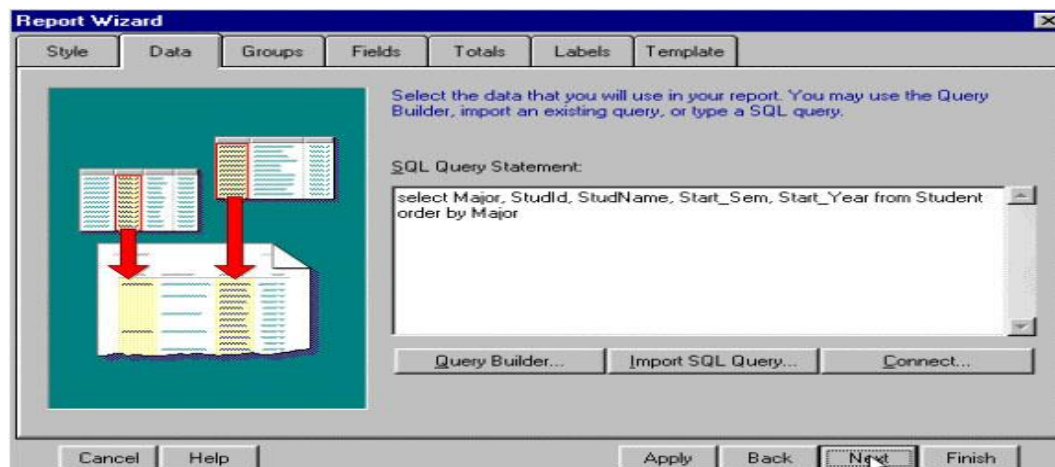 Report Wizard
Style Data Groups Fields Totals Labels Template
Select the data that you will use in your report. You may use the Query
Builder, import an existing query, or type a SQL query.
SQL Query Statement:
select Major, StudId, StudName, Start_Sem, Start_Year from Student
order by Major
Query Builder... Import SQL Query... Connect...
Cancel Help Apply Back Next Finish